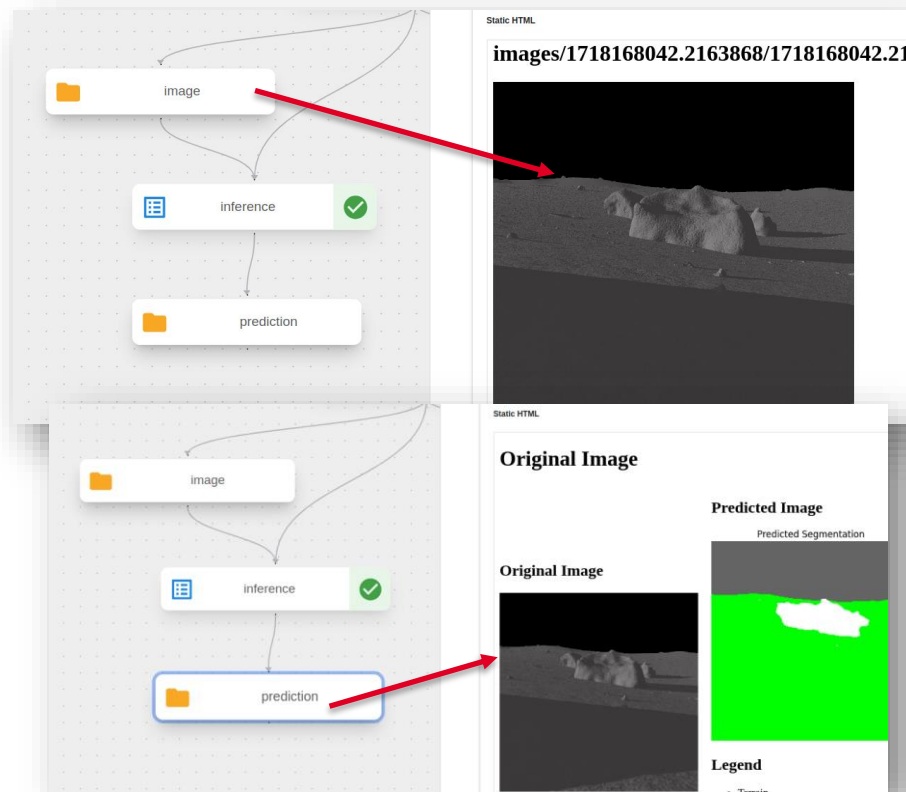 Static HTML
images/1718168042.2163868/1718168042.21
image
inference
prediction
Static HTML
Original Image
image
Predicted Image
Predicted Segmentation
Original Image
inference
prediction
Legend
Terrain